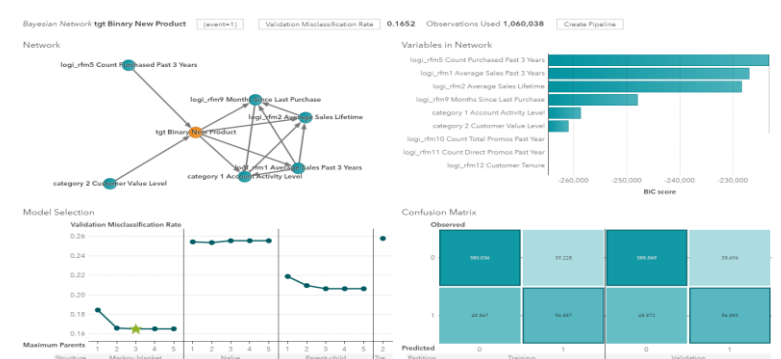 Bayesian Network tgt Binary New Product (event=1) Validation Misclassification Rate 0.1652 Observations Used 1,060,038 Create Pipeline
Network
logi_rfm5 Count Purchased Past 3 Years
logi_rfm9 Months Since Last Purchase
logi_rfm2 Average Sales Lifetime
tgt Binary New Product
logi_rfm1 Average Sales Past 3 Years
category 1 Account Activity Level
category 2 Customer Value Level
Variables in Network
logi_rfm5 Count Purchased Past 3 Years
logi_rfm1 Average Sales Past 3 Years
logi_rfm2 Average Sales Lifetime
logi_rfm9 Months Since Last Purchase
category 1 Account Activity Level
category 2 Customer Value Level
logi_rfm10 Count Total Promos Past Year
logi_rfm11 Count Direct Promos Past Year
logi_rfm12 Customer Tenure
-260,000 -250,000 -240,000 -230,000
BIC score
Model Selection
Validation Misclassification Rate
0.26
0.24
0.22
0.20
0.18
0.16
Maximum Parents 1 2 3 4 5 1 2 3 4 5 1 2 3 4 5 2
Structure Markov blanket Naive Parent-child
Confusion Matrix
Observed
0
39,228
1
Predicted 0 1 0 1
Partition Training Validation